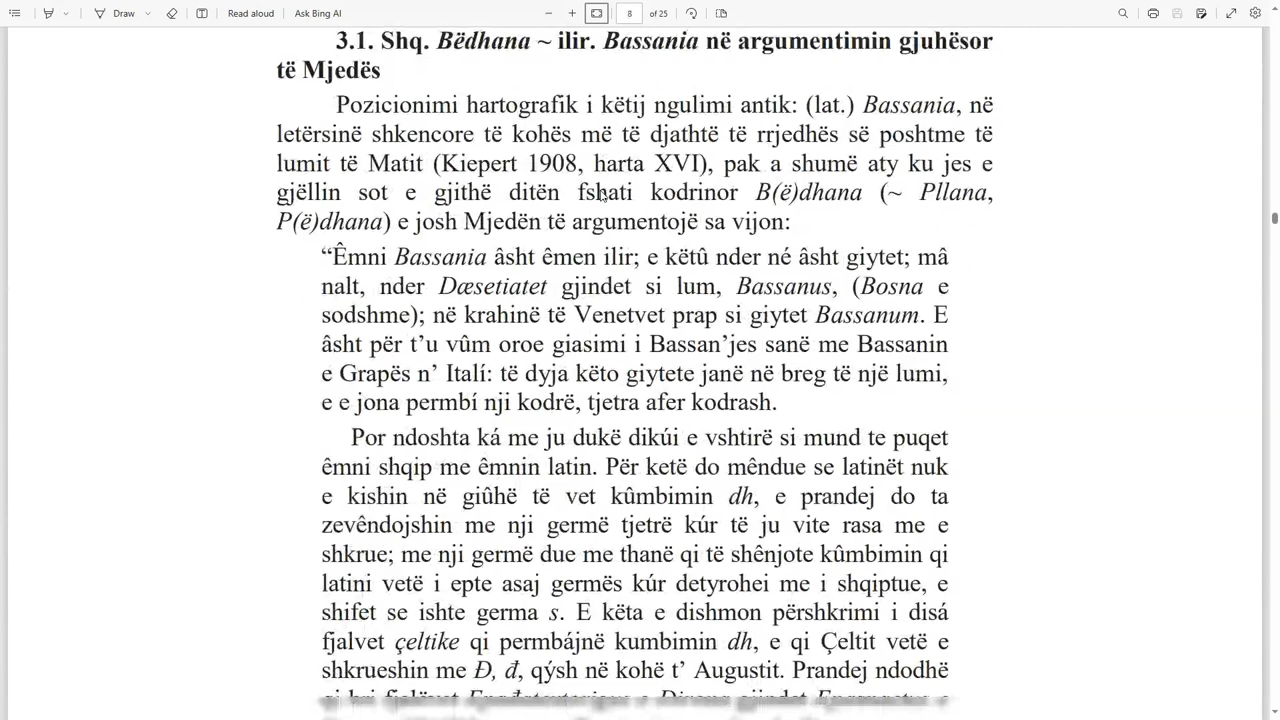 Draw
Read aloud
Ask Bing AI
8
of 25
3.1. Shq. Bëdhana ~ ilir. Bassania në argumentimin gjuhësor
të Mjedës
Pozicionimi hartografik i këtij ngulimi antik: (lat.) Bassania, në
letërsinë shkencore të kohës më të djathtë të rrjedhës së poshtme të
lumit të Matit (Kiepert 1908, harta XVI), pak a shumë aty ku jes e
gjëllin sot e gjithë ditën fshati kodrinor B(ë)dhana (~ Pllana,
P(ë)dhana) e josh Mjedën të argumentojë sa vijon:
“Êmni Bassania âsht êmen ilir; e këtû nder né âsht giytet; mâ
nalt, nder Dæsetiatet gjindet si lum, Bassanus, (Bosna e
sodshme); në krahinë të Venetvet prap si giytet Bassanum. E
âsht për t’u vûm oroe giasimi i Bassan’jes sanë me Bassanin
e Grapës n’ Italí: të dyja këto giytete janë në breg të një lumi,
e e jona permbí nji kodrë, tjetra afer kodrash.
Por ndoshta ká me ju dukë dikúi e vshtirë si mund te puqet
êmni shqip me êmnin latin. Për ketë do mêndue se latinët nuk
e kishin në giûhë të vet kûmbimin dh, e prandej do ta
zevêndojshin me nji germë tjetrë kúr të ju vite rasa me e
shkrue; me nji germë due me thanë qi të shênjote kûmbimin qi
latini vetë i epte asaj germës kúr detyrohei me i shqiptue, e
shifet se ishte germa s. E këta e dishmon përshkrimi i disá
fjalvet çeltike qi permbájnë kumbimin dh, e qi Çeltit vetë e
shkrueshin me Đ, đ, qýsh në kohë t’ Augustit. Prandej ndodhë